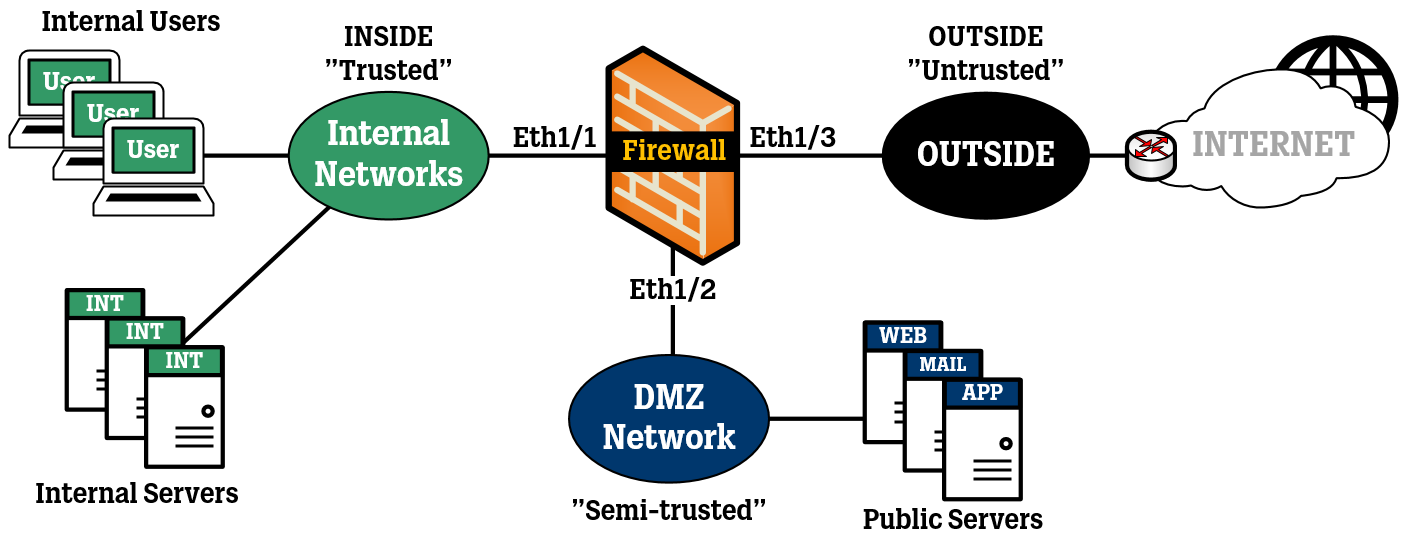 Internal Users
User
User
User
INSIDE
”Trusted”
Internal
Networks
Eth1/1
Firewall
Eth1/3
OUTSIDE
”Untrusted”
OUTSIDE
INTERNET
Eth1/2
INT
INT
INT
Internal Servers
DMZ
Network
”Semi-trusted”
WEB
MAIL
APP
Public Servers